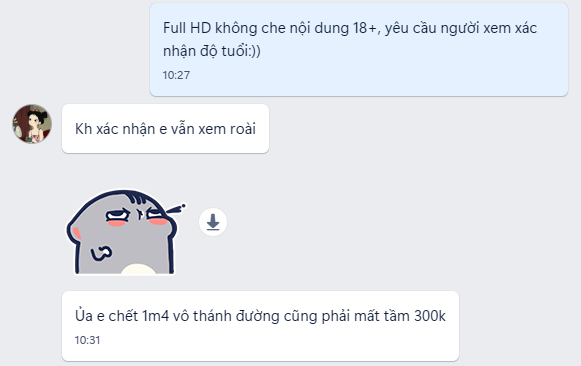 Full HD không che nội dung 18+, yêu cầu người xem xác
nhận độ tuổi:))
10:27
Kh xác nhận e vẫn xem roài
Ủa e chết 1m4 vô thánh đường cũng phải mất tầm 300k
10:31